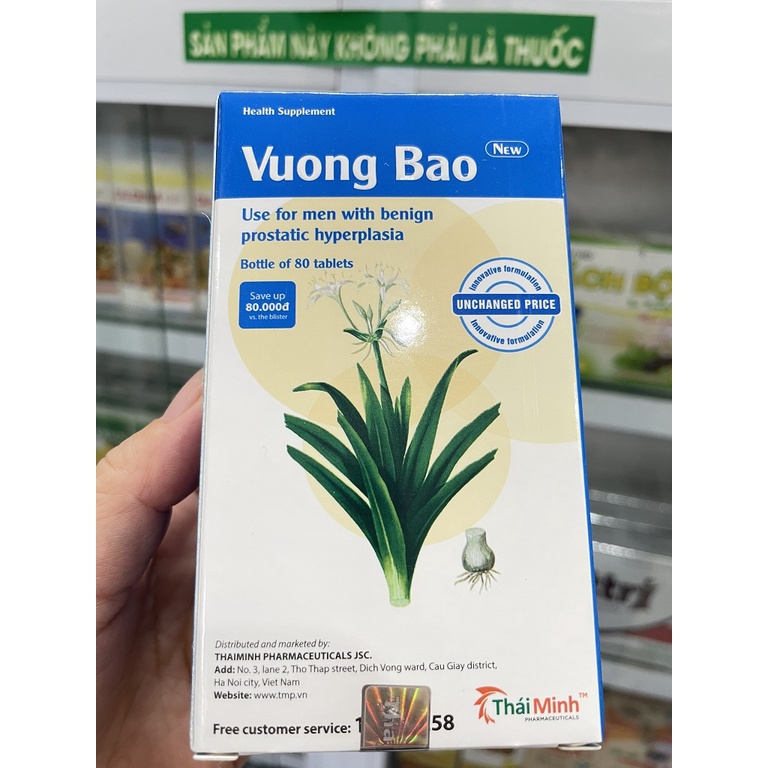 SẢN PHẨM NÀY KHÔNG PHẢI LÀ THUỐC
Health Supplement
Vuong Bao
NEW
Use for men with benign
prostatic hyperplasia
Bottle of 80 tablets
Save up
80.000đ
vs. the blister
innovative formulation
UNCHANGED PRICE
innovative formulation
Distributed and marketed by:
THAIMINH PHARMACEUTICALS JSC.
Add: No. 3, lane 2, Tho Thap street, Dich Vong ward, Cau Giay district,
Ha Noi city, Viet Nam
Website: www.tmp.vn
Free customer service: 1 58
Thái Minh™
PHARMACEUTICALS